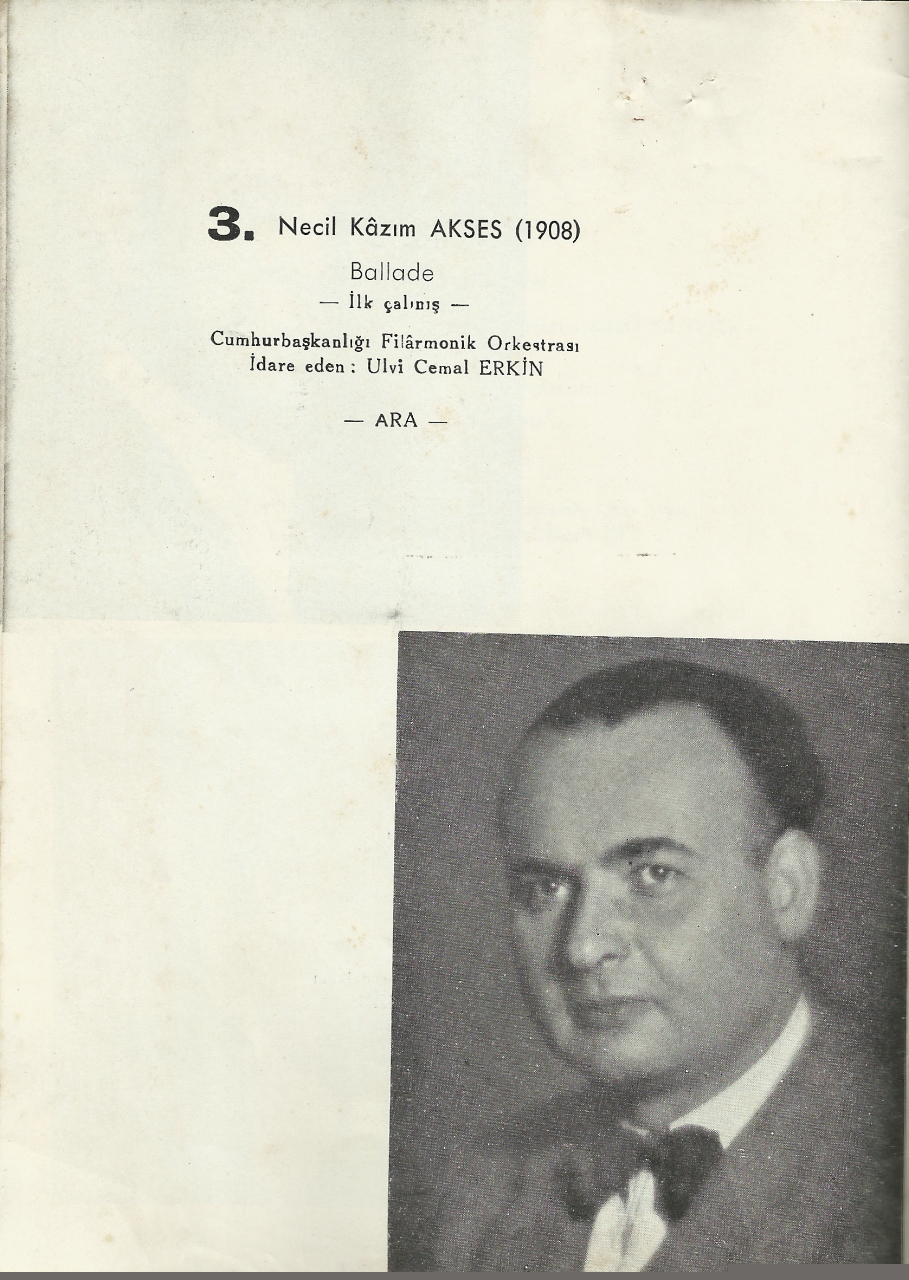 3. Necil Kâzım AKSES (1908)
Ballade
— İlk çalınış —
Cumhurbaşkanlığı Filârmonik Orkestrası
İdare eden : Ulvi Cemal ERKİN
— ARA —